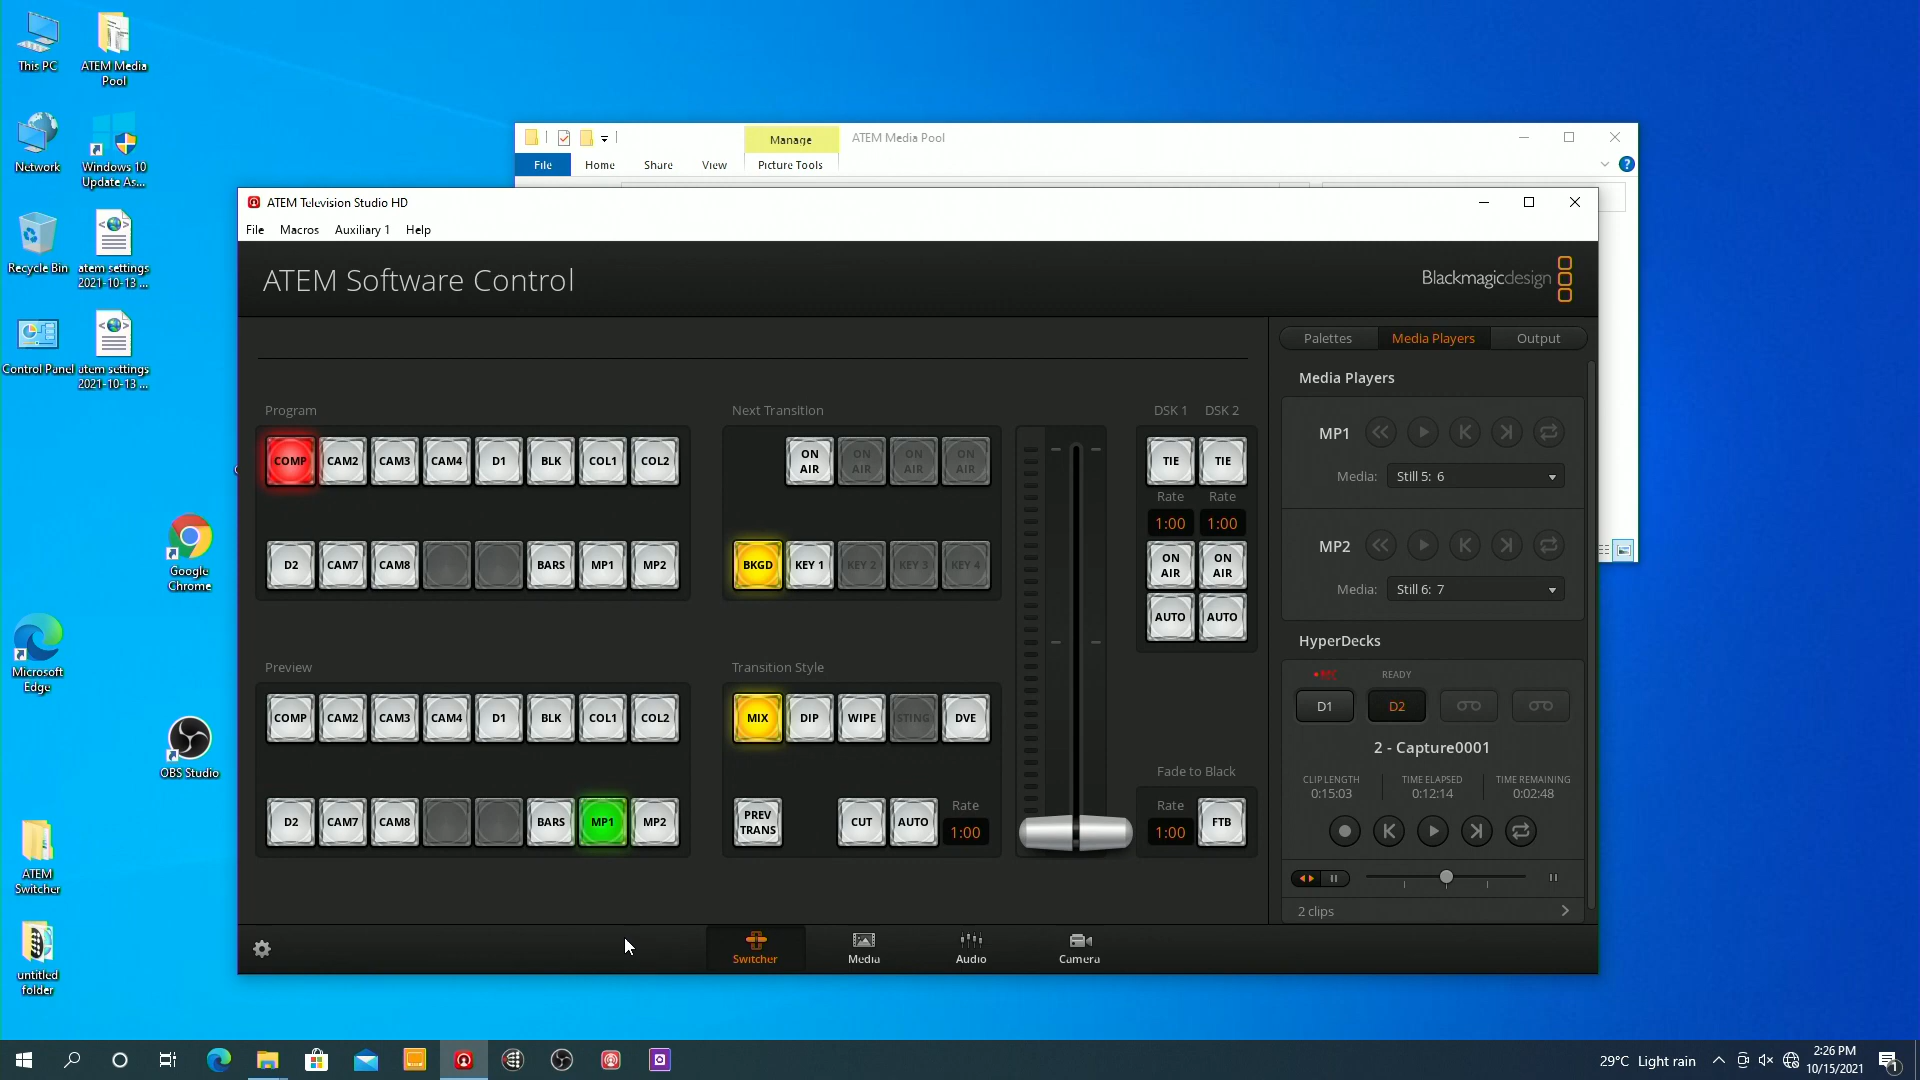 This PC
ATEM Media
Pool
Network
Windows 10
Update As...
Recycle Bin
atem settings
2021-10-13 ...
Control Panel
atem settings
2021-10-13 ...
Google
Chrome
Microsoft
Edge
OBS Studio
ATEM
Switcher
untitled
folder
Manage
ATEM Media Pool
File
Home
Share
View
Picture Tools
ATEM Television Studio HD
File
Macros
Auxiliary 1
Help
ATEM Software Control
Blackmagicdesign
Program
COMP
CAM2
CAM3
CAM4
D1
BLK
COL1
COL2
D2
CAM7
CAM8
BARS
MP1
MP2
Next Transition
ON
AIR
ON
AIR
ON
AIR
ON
AIR
BKGD
KEY 1
KEY 2
KEY 3
KEY 4
DSK 1
DSK 2
TIE
TIE
Rate
Rate
1:00
1:00
ON
AIR
ON
AIR
AUTO
AUTO
Preview
COMP
CAM2
CAM3
CAM4
D1
BLK
COL1
COL2
D2
CAM7
CAM8
BARS
MP1
MP2
Transition Style
MIX
DIP
WIPE
STING
DVE
PREV
TRANS
CUT
AUTO
Rate
1:00
Fade to Black
Rate
1:00
FTB
Palettes
Media Players
Output
Media Players
MP1
Media:
Still 5: 6
MP2
Media:
Still 6: 7
HyperDecks
REC
READY
D1
D2
2 - Capture0001
CLIP LENGTH
0:15:03
TIME ELAPSED
0:12:14
TIME REMAINING
0:02:48
2 clips
Switcher
Media
Audio
Camera
29°C Light rain
2:26 PM
10/15/2021
1